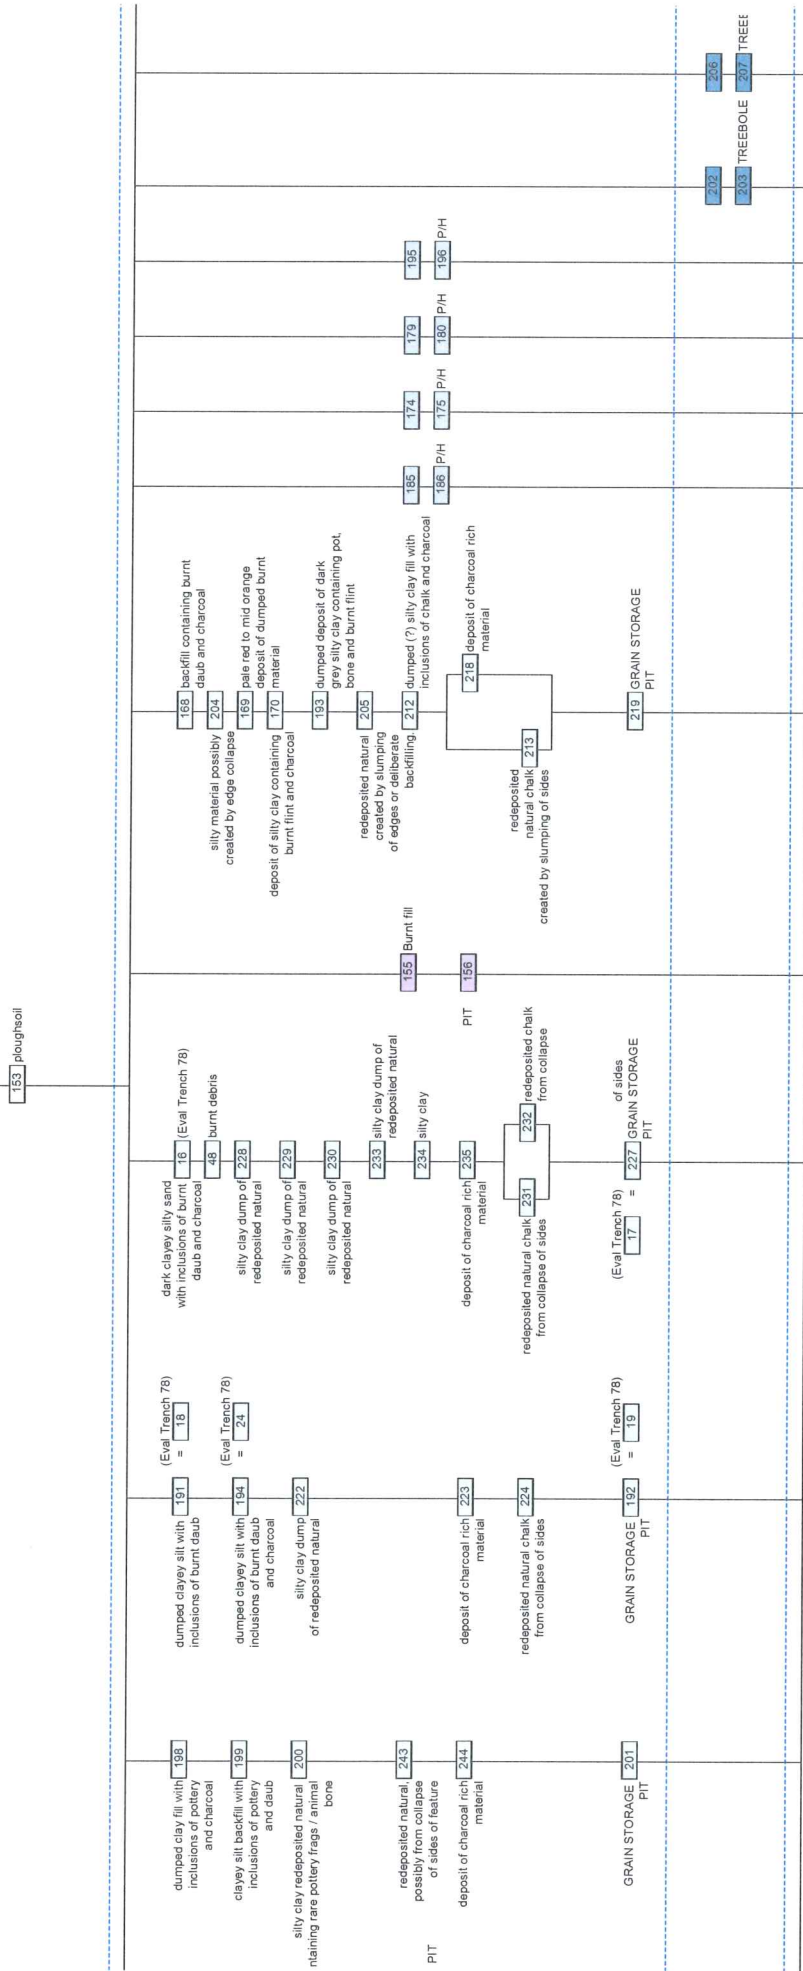 153 ploughsoil
198
dumped clay fill with
inclusions of pottery
and charcoal
199
clayey silt backfill with
inclusions of pottery
and daub
200
silty clay redeposited natural
ntaining rare pottery frags / animal
bone
243
redeposited natural,
possibly from collapse
of sides of feature
244
deposit of charcoal rich
material
PIT
GRAIN STORAGE 201
PIT
(Eval Trench 78)
191 = 18
dumped clayey silt with
inclusions of burnt daub
(Eval Trench 78)
194 = 24
dumped clayey silt with
inclusions of burnt daub
and charcoal
222
silty clay dump
of redeposited natural
223
deposit of charcoal rich
material
224
redeposited natural chalk
from collapse of sides
(Eval Trench 78)
GRAIN STORAGE 192 = 19
PIT
dark clayey silty sand
with inclusions of burnt
daub and charcoal
16 (Eval Trench 78)
48 burnt debris
228
silty clay dump of
redeposited natural
229
silty clay dump of
redeposited natural
230
silty clay dump of
redeposited natural
233 silty clay dump of
redeposited natural
234 silty clay
235
deposit of charcoal rich
material
231
redeposited natural chalk
from collapse of sides
232 redeposited chalk
from collapse
of sides
(Eval Trench 78)
17 = 227 GRAIN STORAGE
PIT
155 Burnt fill
PIT
156
168 backfill containing burnt
daub and charcoal
204
silty material possibly
created by edge collapse
169 pale red to mid orange
deposit of dumped burnt
material
170
deposit of silty clay containing
burnt flint and charcoal
193 dumped deposit of dark
grey silty clay containing pot,
bone and burnt flint
205
redeposited natural
created by slumping
of edges or deliberate
backfilling.
212 dumped (?) silty clay fill with
inclusions of chalk and charcoal
218 deposit of charcoal rich
material
213
redeposited
natural chalk
created by slumping of sides
219 GRAIN STORAGE
PIT
185
186 P/H
174
175 P/H
179
180 P/H
195
196 P/H
202
203 TREEBOLE
206
207 TREEE